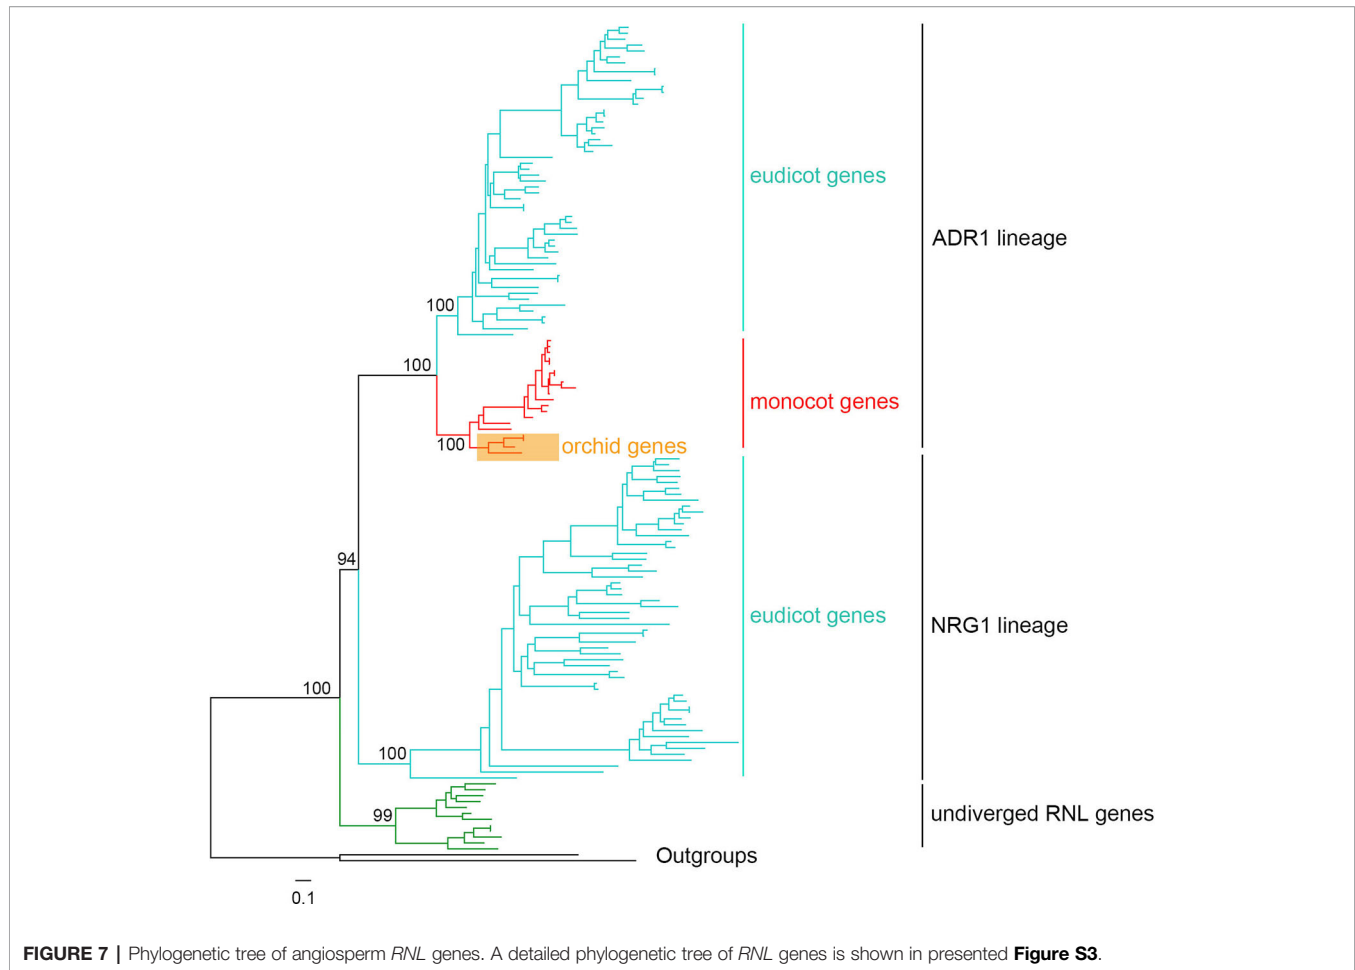 eudicot genes
ADR1 lineage
100
100
monocot genes
100
orchid genes
94
eudicot genes
NRG1 lineage
100
100
99
undiverged RNL genes
Outgroups
0.1
FIGURE 7 | Phylogenetic tree of angiosperm RNL genes. A detailed phylogenetic tree of RNL genes is shown in presented Figure S3.